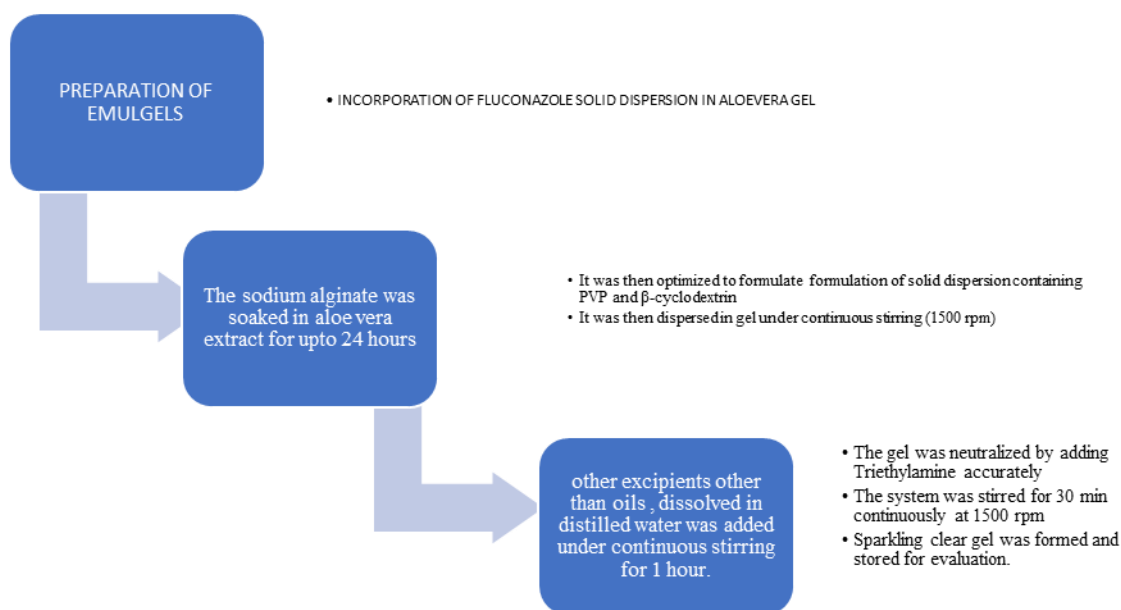 PREPARATION OF
EMULGELS
• INCORPORATION OF FLUCONAZOLE SOLID DISPERSION IN ALOEVERA GEL
The sodium alginate was
soaked in aloe vera
extract for upto 24 hours
• It was then optimized to formulate formulation of solid dispersion containing
PVP and β-cyclodextrin
• It was then dispersed in gel under continuous stirring (1500 rpm)
other excipients other
than oils , dissolved in
distilled water was added
under continuous stirring
for 1 hour.
• The gel was neutralized by adding
Triethylamine accurately
• The system was stirred for 30 min
continuously at 1500 rpm
• Sparkling clear gel was formed and
stored for evaluation.